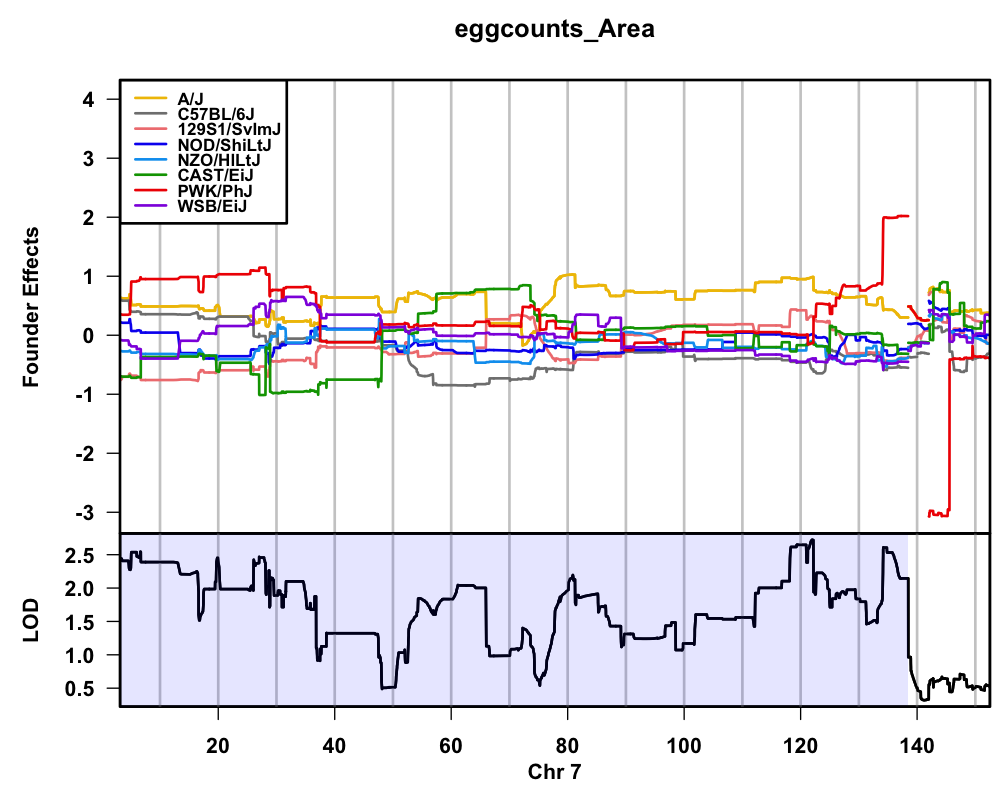 eggcounts_Area
A/J
C57BL/6J
129S1/SvImJ
NOD/ShiLtJ
NZO/HlLtJ
CAST/EiJ
PWK/PhJ
WSB/EiJ
Founder Effects
4
3
2
1
0
-1
-2
-3
LOD
2.5
2.0
1.5
1.0
0.5
20 40 60 80 100 120 140
Chr 7